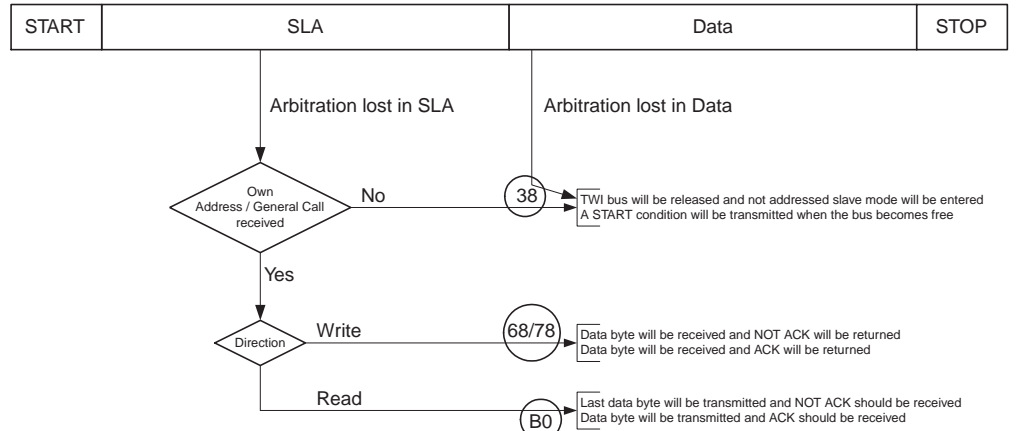 START SLA Data STOP
Arbitration lost in SLA Arbitration lost in Data
Own
Address / General Call
received
No
38
TWI bus will be released and not addressed slave mode will be entered
A START condition will be transmitted when the bus becomes free
Yes
Direction
Write
68/78
Data byte will be received and NOT ACK will be returned
Data byte will be received and ACK will be returned
Read
B0
Last data byte will be transmitted and NOT ACK should be received
Data byte will be transmitted and ACK should be received